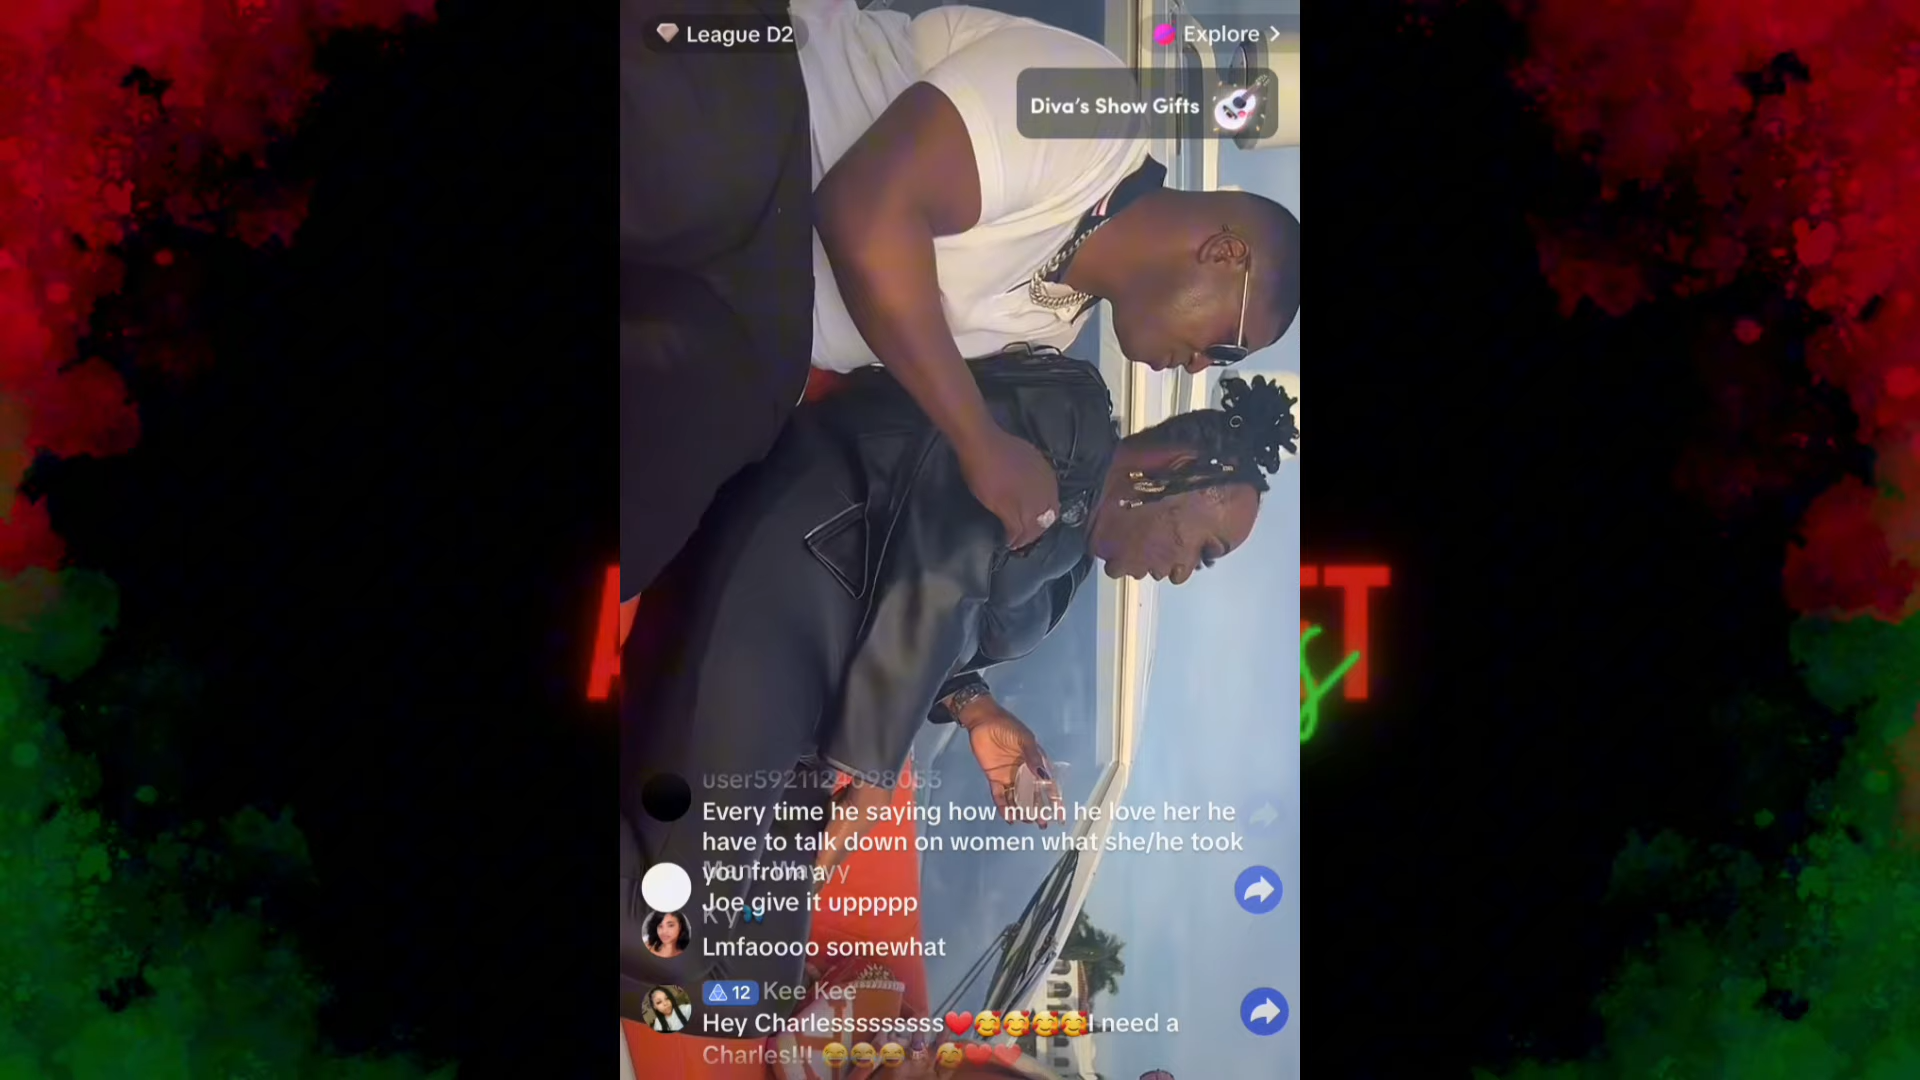 League D2
Explore
Diva's Show Gifts
user5921124098053
Every time he saying how much he love her he
have to talk down on women what she/he took
you from a
Joe give it uppppp
K y
Lmfaoooo somewhat
12 Kee Kee
Hey Charlesssssssss❤️🥰🥰🥰🥰I need a
Charles!!!